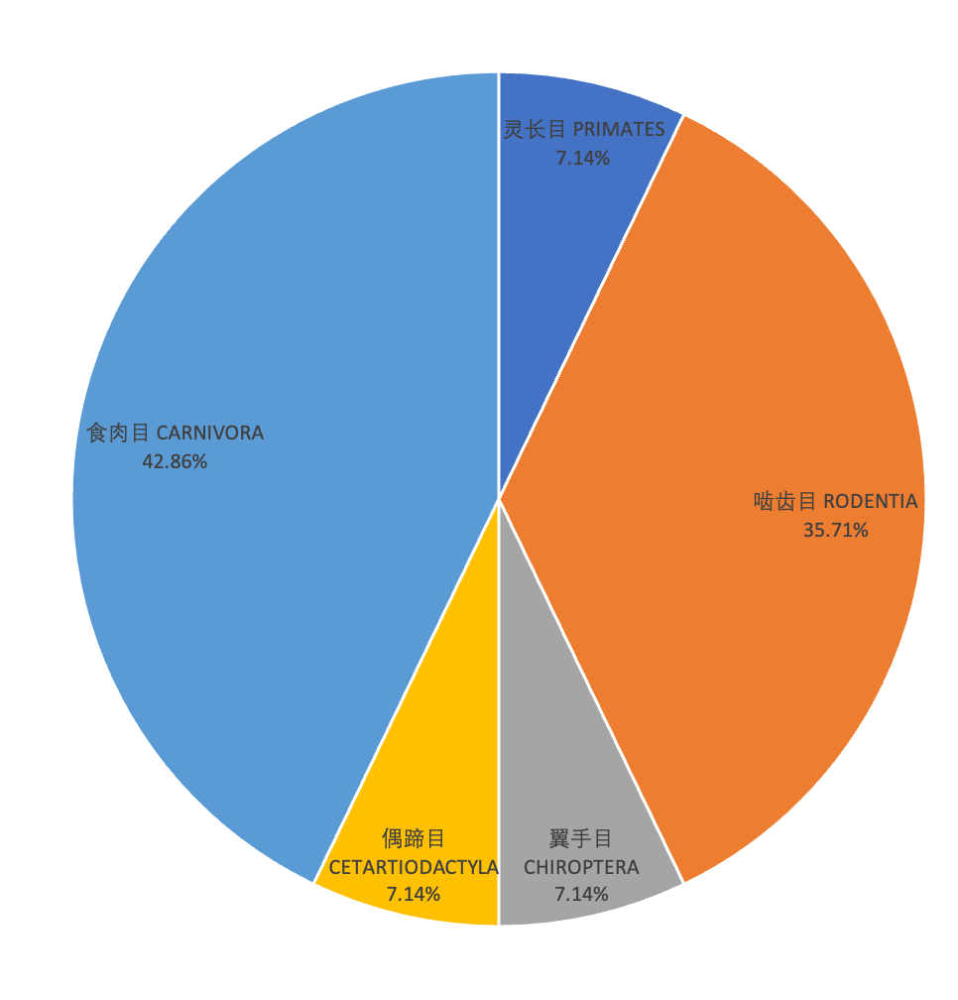 灵长目 PRIMATES
7.14%
食肉目 CARNIVORA
42.86%
啮齿目 RODENTIA
35.71%
偶蹄目
CETARTIODACTYLA
7.14%
翼手目
CHIROPTERA
7.14%